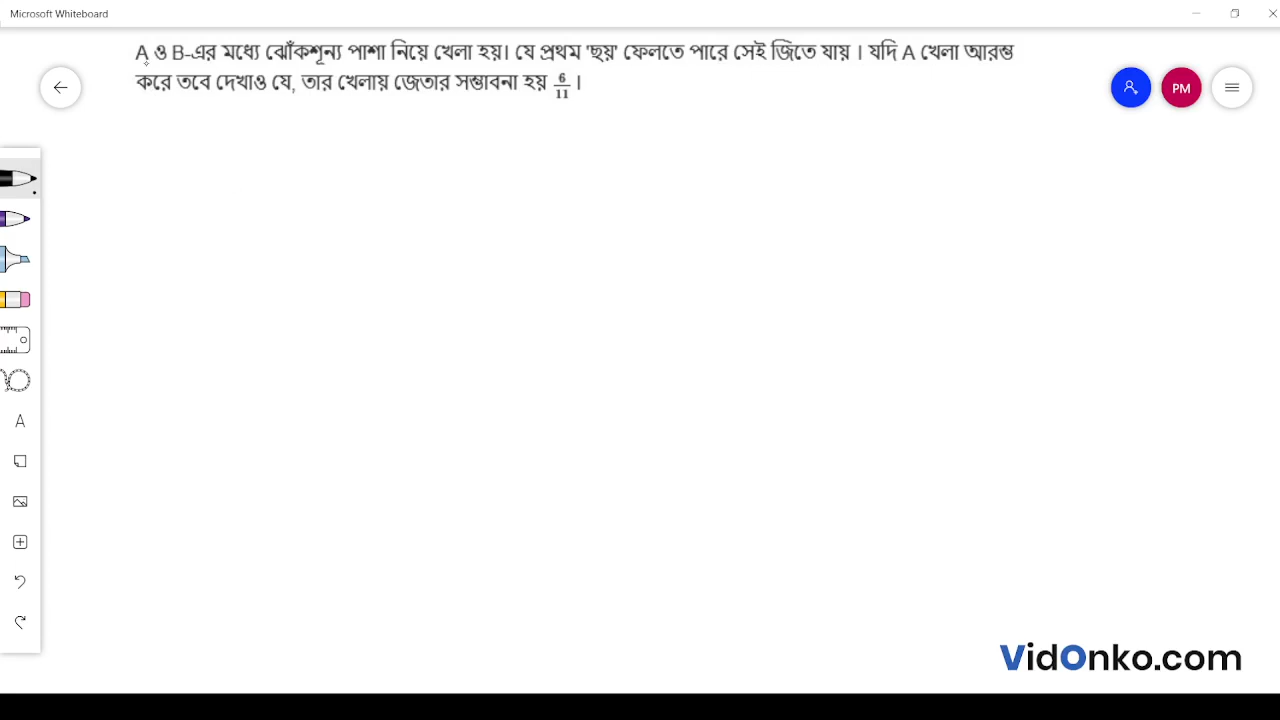 Microsoft Whiteboard
A ও B-এর মধ্যে ঝোঁকশূন্য পাশা নিয়ে খেলা হয়। যে প্রথম 'ছয়' ফেলতে পারে সেই জিতে যায় । যদি A খেলা আরম্ভ
করে তবে দেখাও যে, তার খেলায় জেতার সম্ভাবনা হয় 6/11 ।
PM
A
VidOnko.com